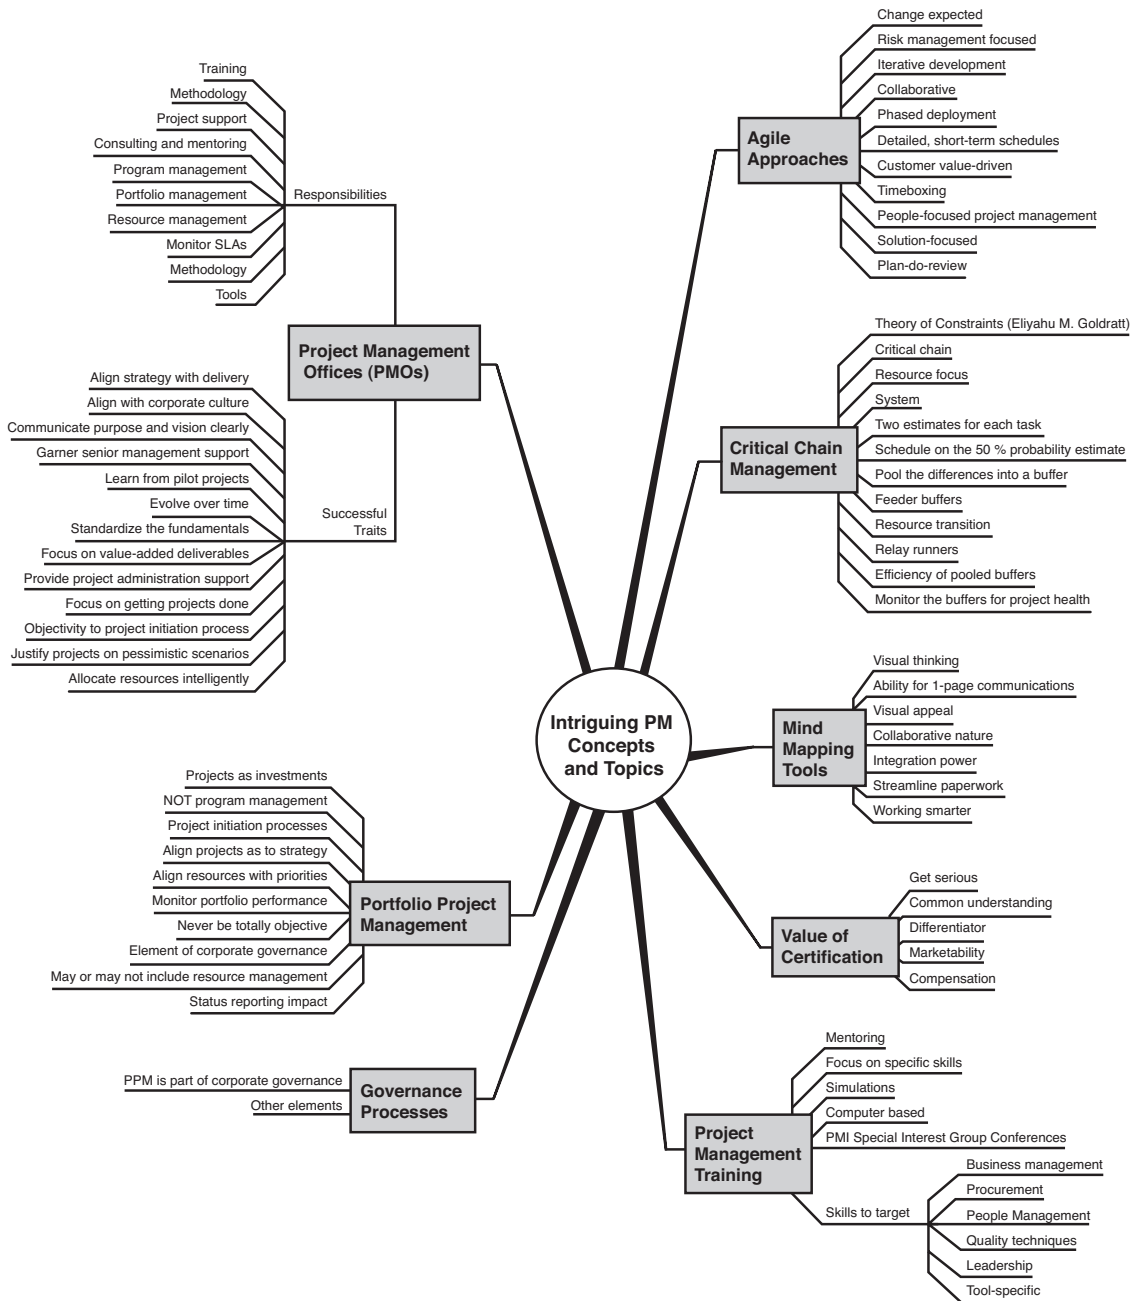 Intriguing PM
Concepts
and Topics
Agile
Approaches
Change expected
Risk management focused
Iterative development
Collaborative
Phased deployment
Detailed, short-term schedules
Customer value-driven
Timeboxing
People-focused project management
Solution-focused
Plan-do-review
Critical Chain
Management
Theory of Constraints (Eliyahu M. Goldratt)
Critical chain
Resource focus
System
Two estimates for each task
Schedule on the 50 % probability estimate
Pool the differences into a buffer
Feeder buffers
Resource transition
Relay runners
Efficiency of pooled buffers
Monitor the buffers for project health
Mind
Mapping
Tools
Visual thinking
Ability for 1-page communications
Visual appeal
Collaborative nature
Integration power
Streamline paperwork
Working smarter
Value of
Certification
Get serious
Common understanding
Differentiator
Marketability
Compensation
Project
Management
Training
Mentoring
Focus on specific skills
Simulations
Computer based
PMI Special Interest Group Conferences
Skills to target
Business management
Procurement
People Management
Quality techniques
Leadership
Tool-specific
Project Management
Offices (PMOs)
Responsibilities
Training
Methodology
Project support
Consulting and mentoring
Program management
Portfolio management
Resource management
Monitor SLAs
Methodology
Tools
Successful
Traits
Align strategy with delivery
Align with corporate culture
Communicate purpose and vision clearly
Garner senior management support
Learn from pilot projects
Evolve over time
Standardize the fundamentals
Focus on value-added deliverables
Provide project administration support
Focus on getting projects done
Objectivity to project initiation process
Justify projects on pessimistic scenarios
Allocate resources intelligently
Portfolio Project
Management
Projects as investments
NOT program management
Project initiation processes
Align projects as to strategy
Align resources with priorities
Monitor portfolio performance
Never be totally objective
Element of corporate governance
May or may not include resource management
Status reporting impact
Governance
Processes
PPM is part of corporate governance
Other elements